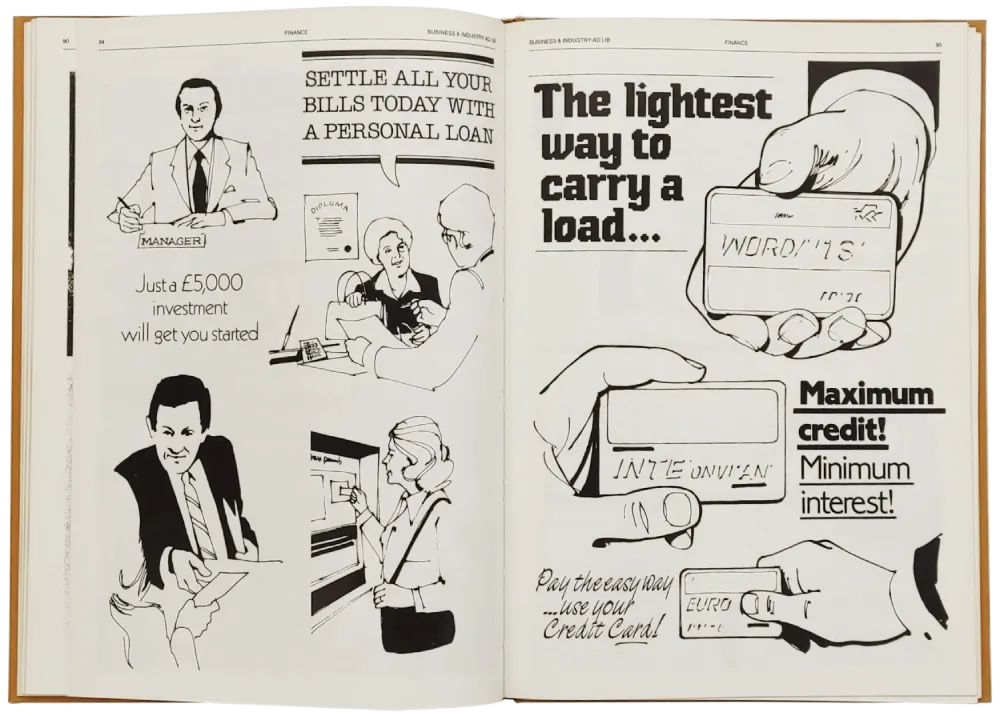 90
94
FINANCE
BUSINESS & INDUSTRY AD LIB
SETTLE ALL YOUR
BILLS TODAY WITH
A PERSONAL LOAN
MANAGER
DIPLOMA
Just a £5,000
investment
will get you started
BUSINESS & INDUSTRY AD LIB
FINANCE
95
The lightest
way to
carry a
load...
Maximum
credit!
Minimum
interest!
Pay the easy way
...use your
Credit Card!
EURO